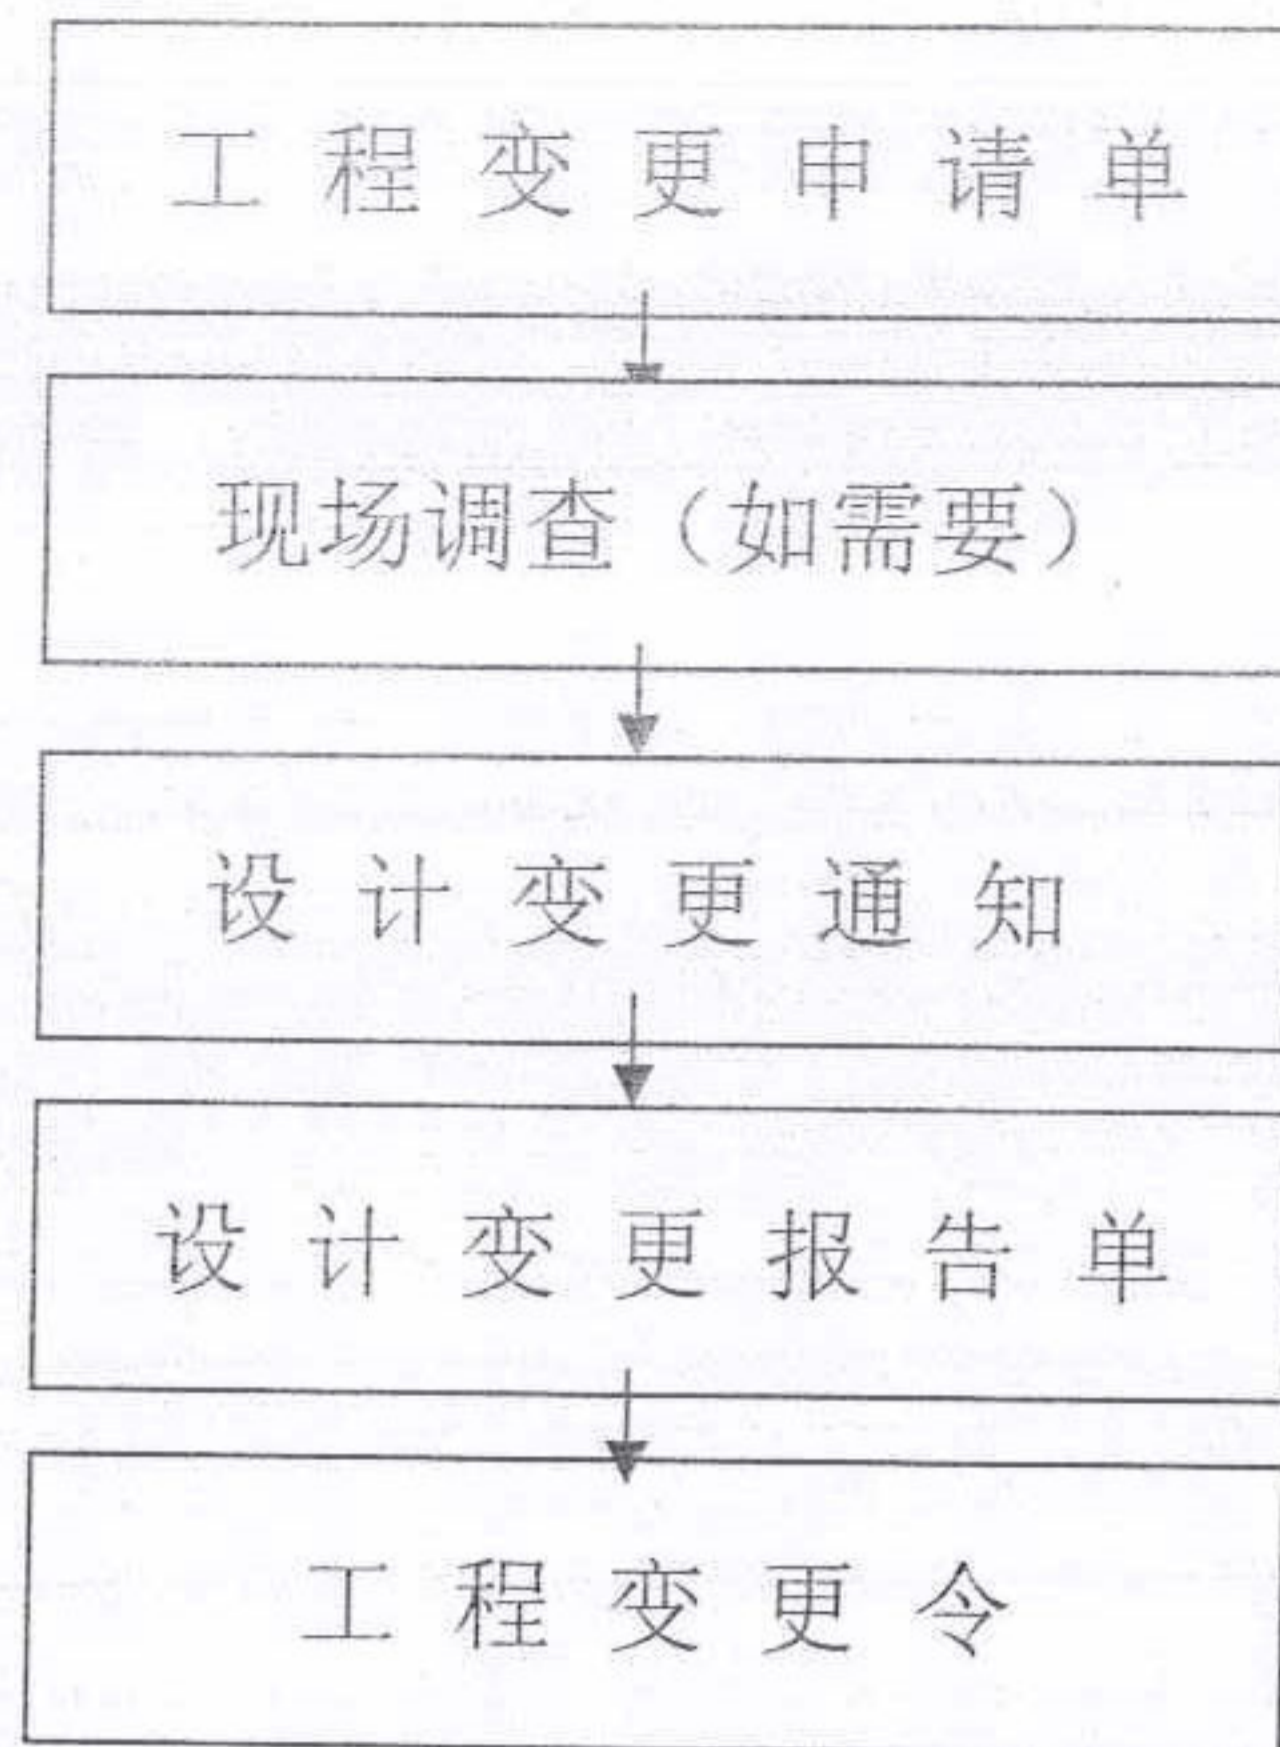 工程变更申请单
现场调查（如需要）
设计变更通知
设计变更报告单
工程变更令